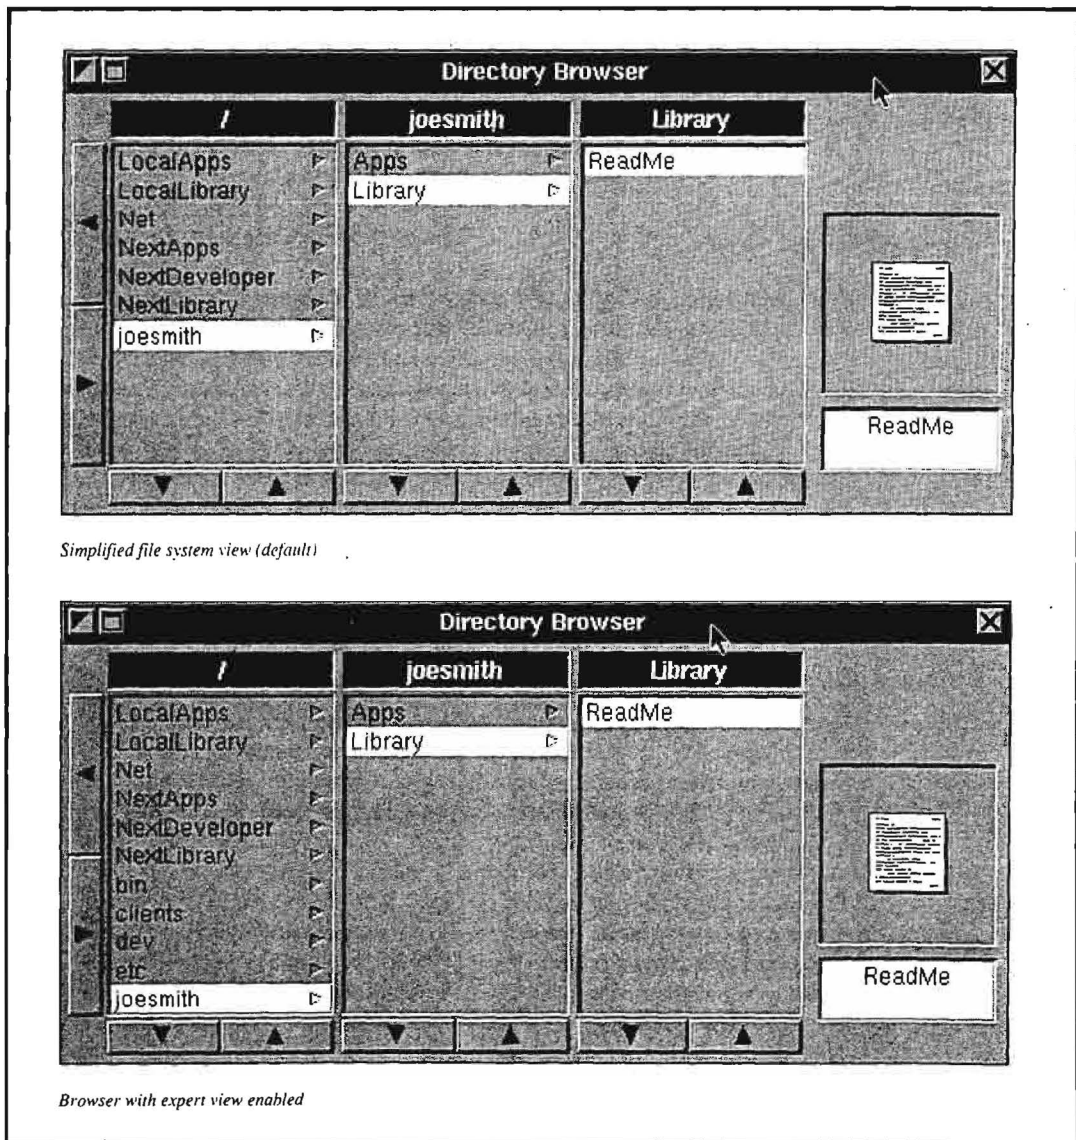 Directory Browser
/
joesmith
Library
LocalApps
LocalLibrary
Net
NextApps
NextDeveloper
NextLibrary
joesmith
Apps
Library
ReadMe
ReadMe
Simplified file system view (default)
Directory Browser
/
joesmith
Library
LocalApps
LocalLibrary
Net
NextApps
NextDeveloper
NextLibrary
bin
clients
dev
etc
joesmith
Apps
Library
ReadMe
ReadMe
Browser with expert view enabled